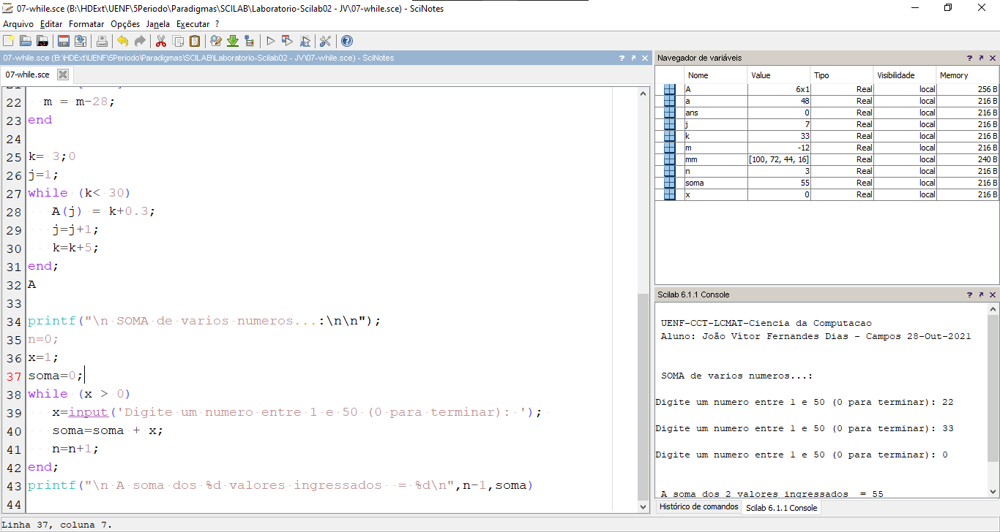 07-while.sce (B:\HDExt\UENF\5Periodo\Paradigmas\SCILAB\Laboratorio-Scilab02 - JV\07-while.sce) - SciNotes
Arquivo Editar Formatar Opções Janela Executar ?
07-while.sce (B:\HDExt\UENF\5Periodo\Paradigmas\SCILAB\Laboratorio-Scilab02 - JV\07-while.sce) - SciNotes
07-while.sce
22 m = m-28;
23 end
24
25 k= 3;0
26 j=1;
27 while (k< 30)
28 A(j) = k+0.3;
29 j=j+1;
30 k=k+5;
31 end;
32 A
33
34 printf("\n SOMA de varios numeros...:\n\n");
35 n=0;
36 x=1;
37 soma=0;
38 while (x > 0)
39 x=input('Digite um numero entre 1 e 50 (0 para terminar): ');
40 soma=soma + x;
41 n=n+1;
42 end;
43 printf("\n A soma dos %d valores ingressados  = %d\n",n-1,soma)
44
Linha 37, coluna 7.
Navegador de variáveis
Nome Value Tipo Visibilidade Memory
A 6x1 Real local 256 B
a 48 Real local 216 B
ans 0 Real local 216 B
j 7 Real local 216 B
k 33 Real local 216 B
m -12 Real local 216 B
mm [100, 72, 44, 16] Real local 240 B
n 3 Real local 216 B
soma 55 Real local 216 B
x 0 Real local 216 B
Scilab 6.1.1 Console
UENF-CCT-LCMAT-Ciencia da Computacao
Aluno: João Vítor Fernandes Dias - Campos 28-Out-2021
SOMA de varios numeros...:
Digite um numero entre 1 e 50 (0 para terminar): 22
Digite um numero entre 1 e 50 (0 para terminar): 33
Digite um numero entre 1 e 50 (0 para terminar): 0
A soma dos 2 valores ingressados  = 55
Histórico de comandos Scilab 6.1.1 Console